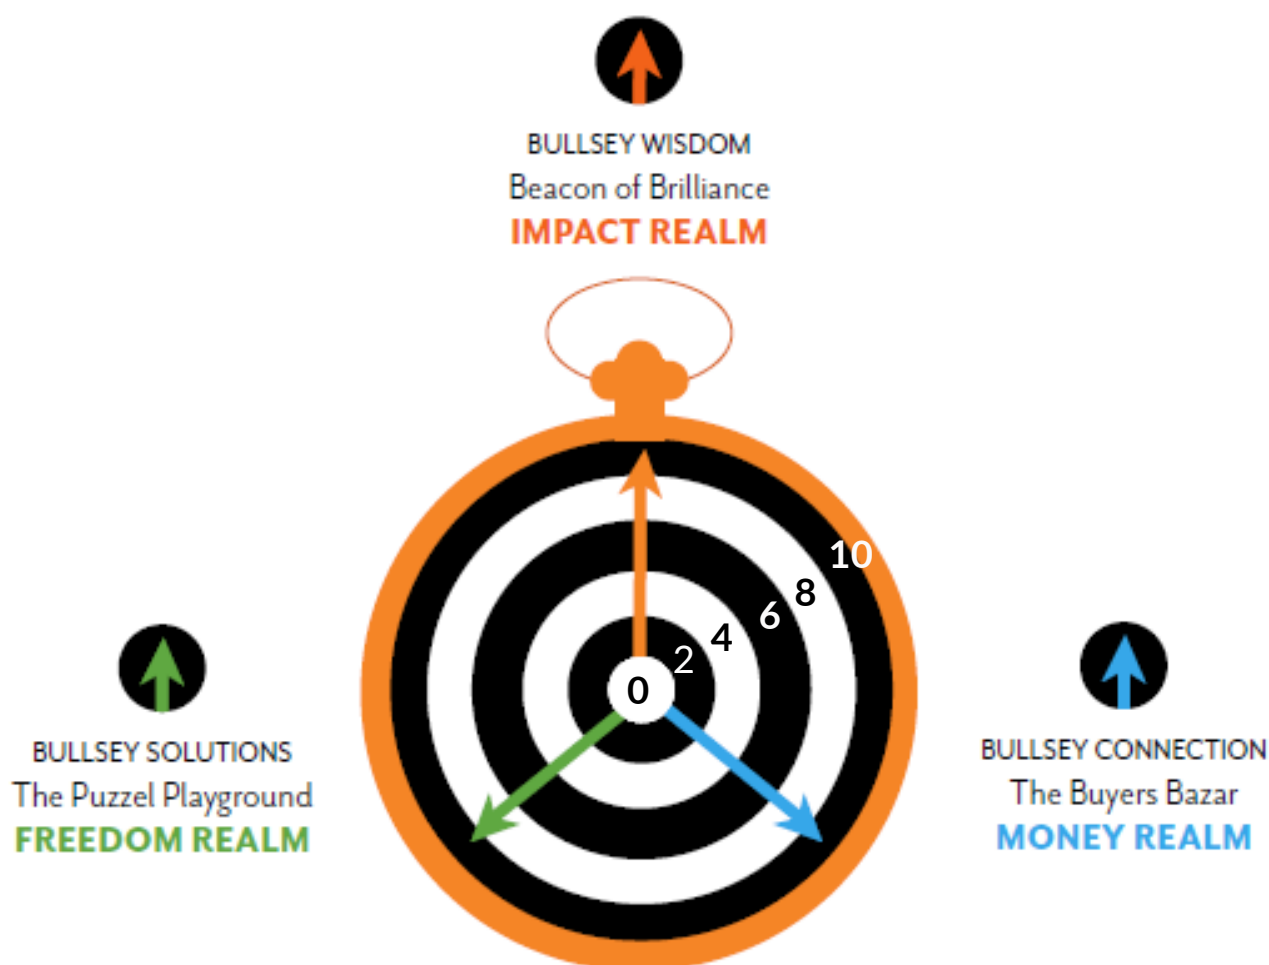 BULLSEY WISDOM
Beacon of Brilliance
IMPACT REALM
10
8
6
4
2
0
BULLSEY SOLUTIONS
The Puzzel Playground
FREEDOM REALM
BULLSEY CONNECTION
The Buyers Bazar
MONEY REALM